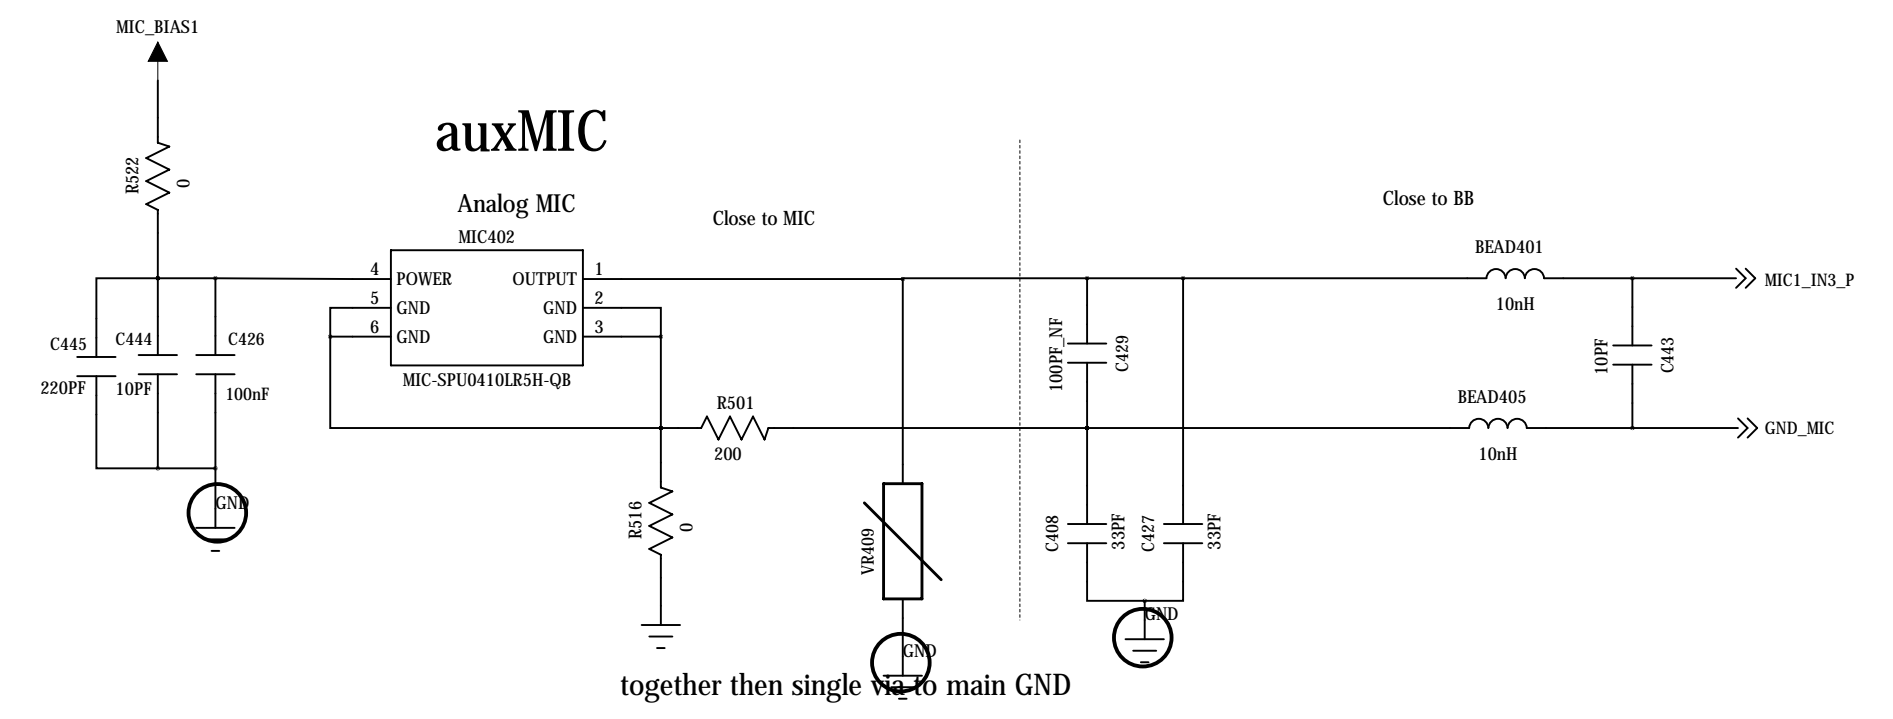 MIC_BIAS1
auxMIC
R522
0
Analog MIC
Close to MIC
Close to BB
MIC402
BEAD401
4
POWER
OUTPUT
1
10nH
MIC1_IN3_P
5
GND
GND
2
6
GND
GND
3
C445
C444
C426
220PF
10PF
100nF
MIC-SPU0410LR5H-QB
100PF_NF
C429
10PF
C443
R501
200
BEAD405
10nH
GND_MIC
GND
R516
0
VR409
C408
33PF
C427
33PF
GND
GND
together then single via to main GND